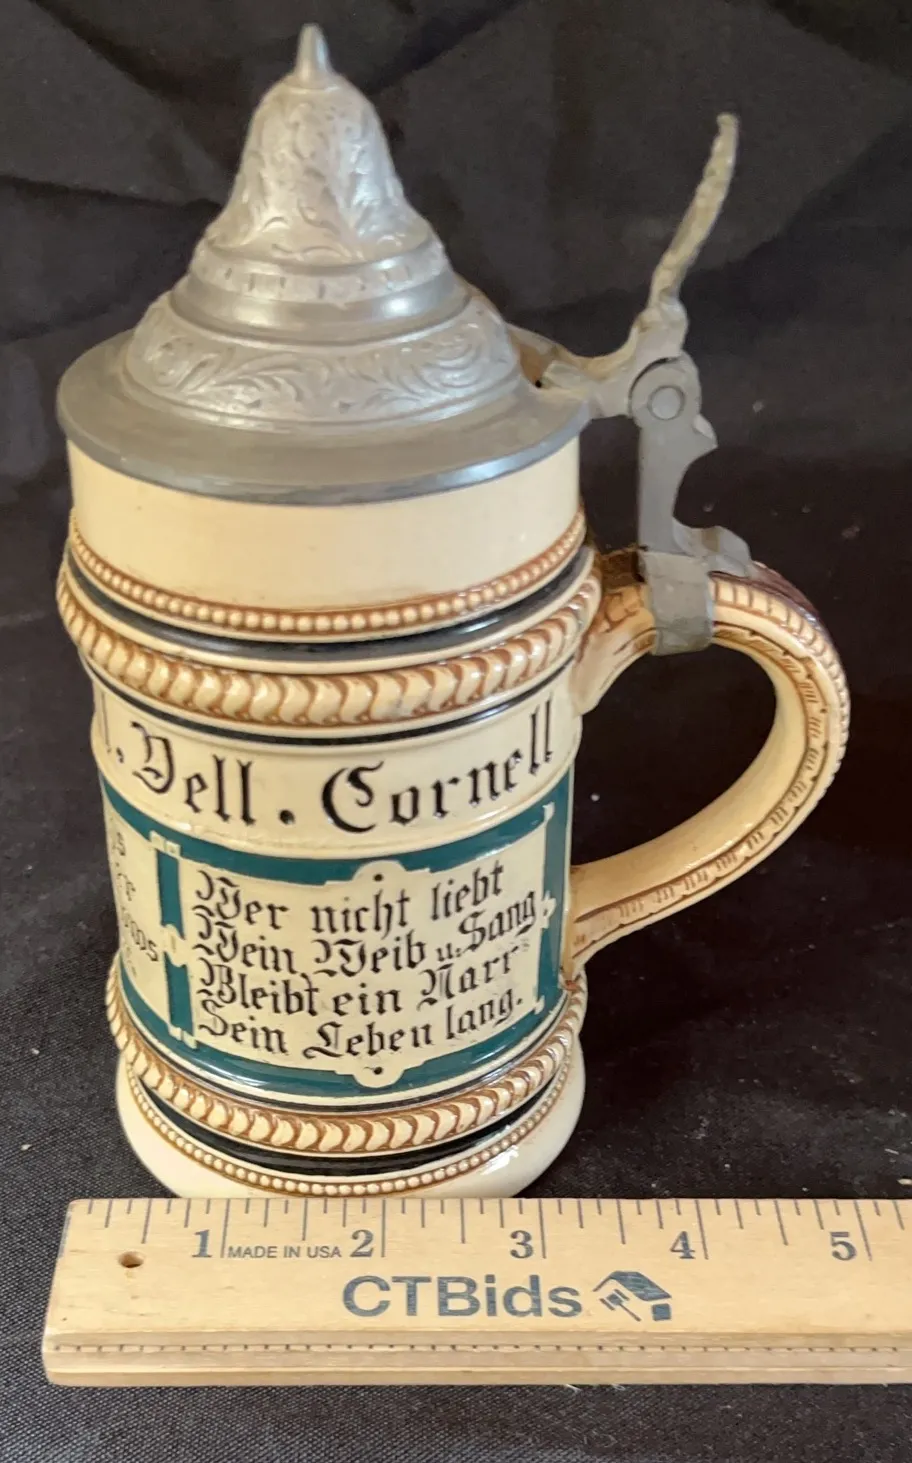 l. Dell. Cornell
Wer nicht liebt
Wein Weib u. Sang
Bleibt ein Narr
Sein Leben lang.
1 MADE IN USA 2 3 4 5
CTBids